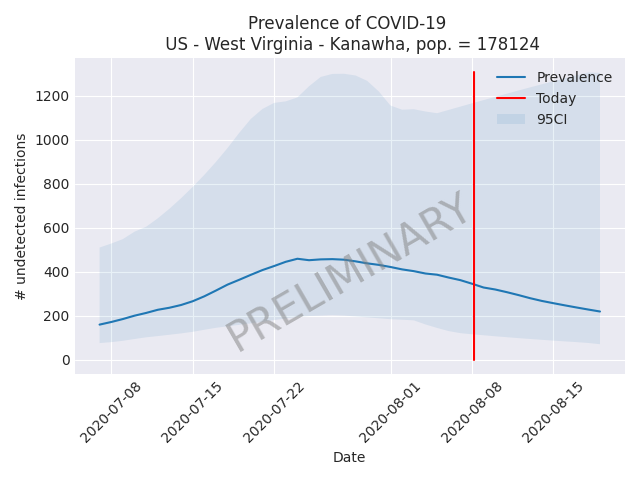 Prevalence of COVID-19
US - West Virginia - Kanawha, pop. = 178124
Prevalence
Today
95CI
1200
1000
800
600
400
200
0
# undetected infections
PRELIMINARY
2020-07-08
2020-07-15
2020-07-22
2020-08-01
2020-08-08
2020-08-15
Date